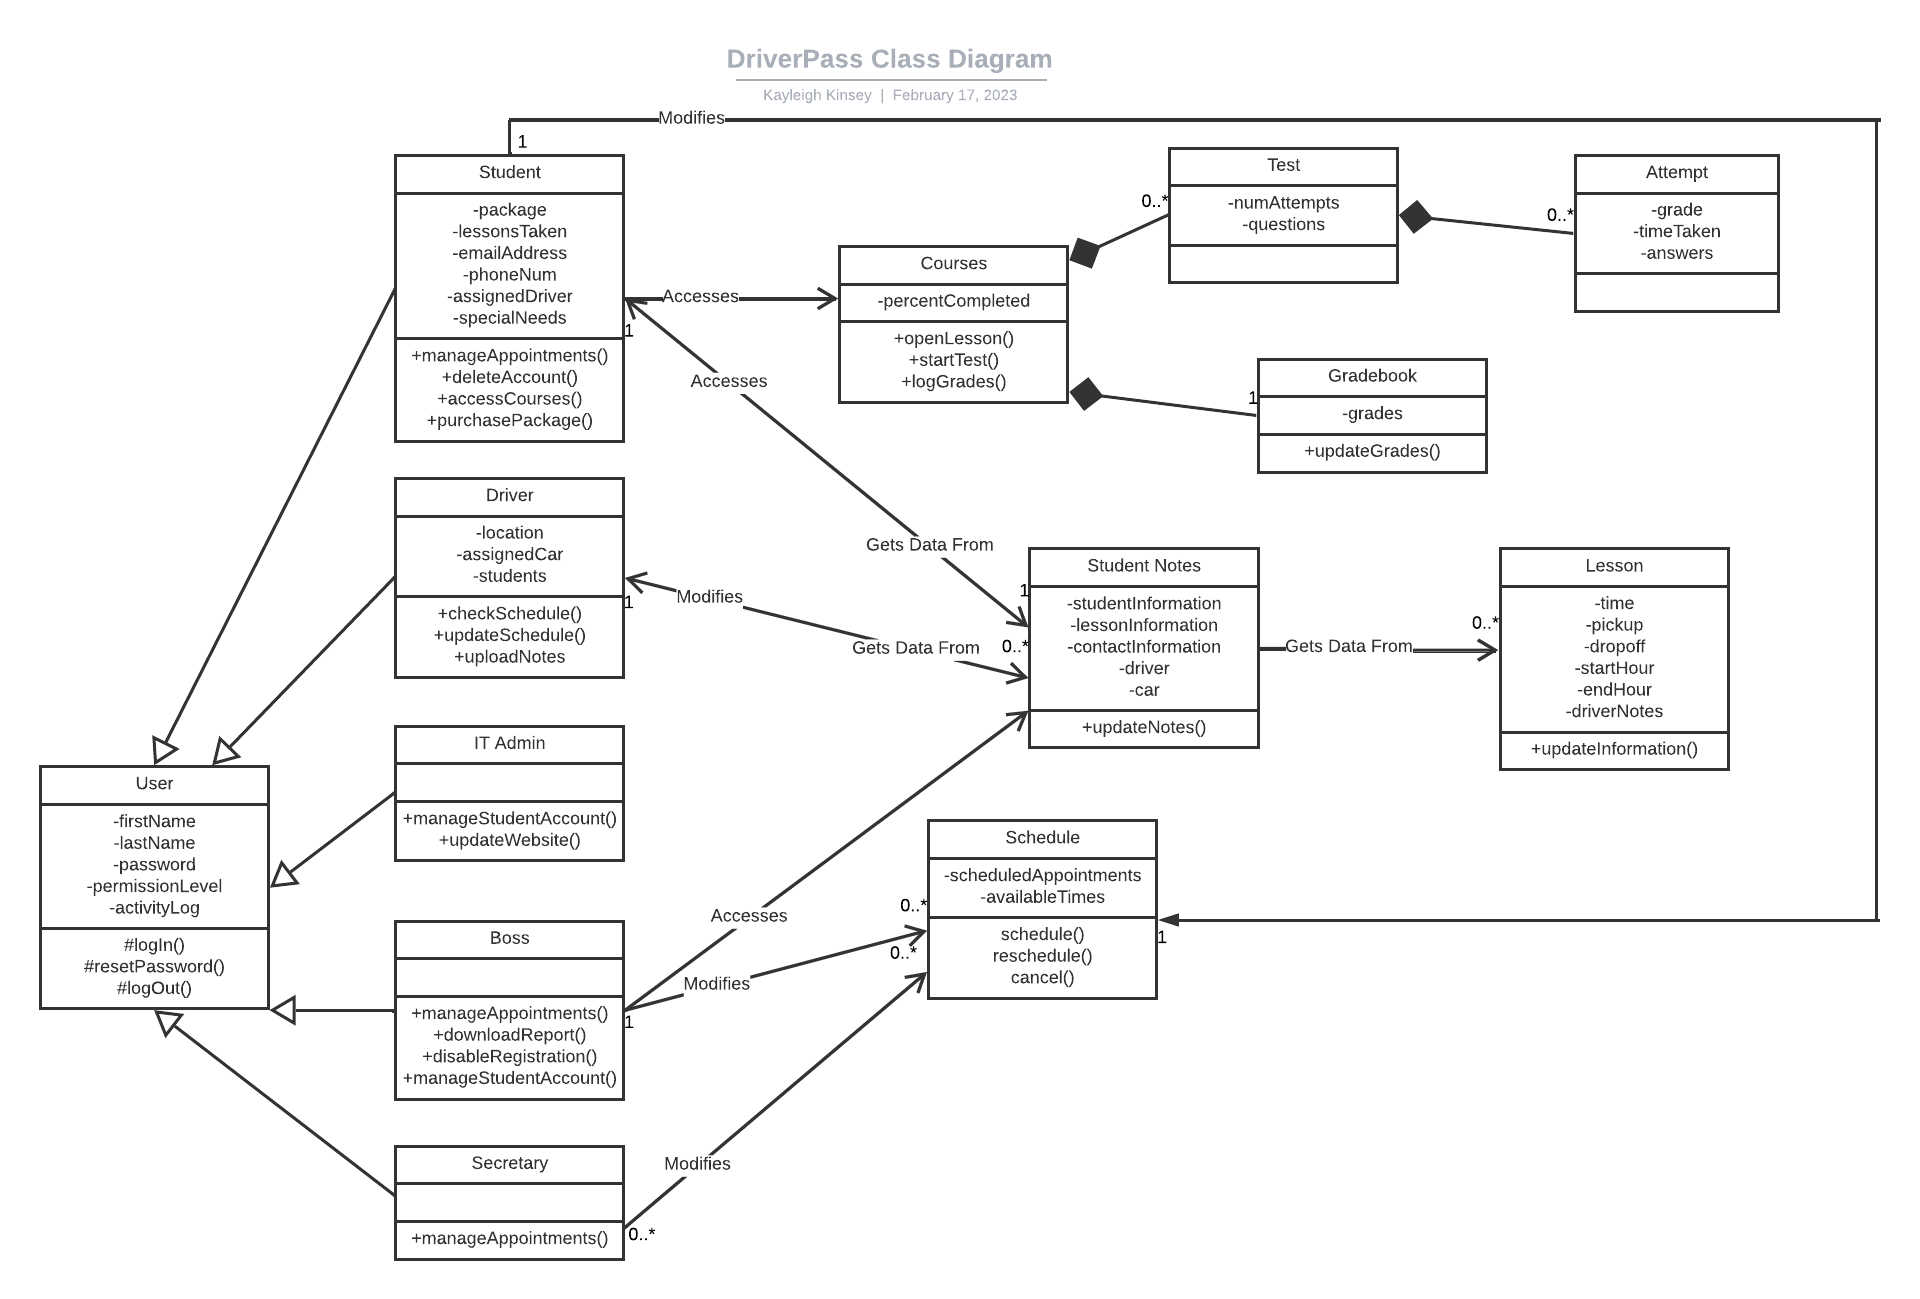 DriverPass Class Diagram
Kayleigh Kinsey | February 17, 2023
Modifies
1
Student
-package
-lessonsTaken
-emailAddress
-phoneNum
-assignedDriver
-specialNeeds
+manageAppointments()
+deleteAccount()
+accessCourses()
+purchasePackage()
Accesses
1
Accesses
Courses
-percentCompleted
+openLesson()
+startTest()
+logGrades()
0..*
Test
-numAttempts
-questions
0..*
Attempt
-grade
-timeTaken
-answers
1
Gradebook
-grades
+updateGrades()
Driver
-location
-assignedCar
-students
+checkSchedule()
+updateSchedule()
+uploadNotes
1
Modifies
Gets Data From
Gets Data From
1
0..*
Student Notes
-studentInformation
-lessonInformation
-contactInformation
-driver
-car
+updateNotes()
Gets Data From
0..*
Lesson
-time
-pickup
-dropoff
-startHour
-endHour
-driverNotes
+updateInformation()
IT Admin
+manageStudentAccount()
+updateWebsite()
User
-firstName
-lastName
-password
-permissionLevel
-activityLog
#logIn()
#resetPassword()
#logOut()
Boss
+manageAppointments()
+downloadReport()
+disableRegistration()
+manageStudentAccount()
1
Accesses
Modifies
0..*
0..*
Schedule
-scheduledAppointments
-availableTimes
schedule()
reschedule()
cancel()
1
Secretary
+manageAppointments()
0..*
Modifies